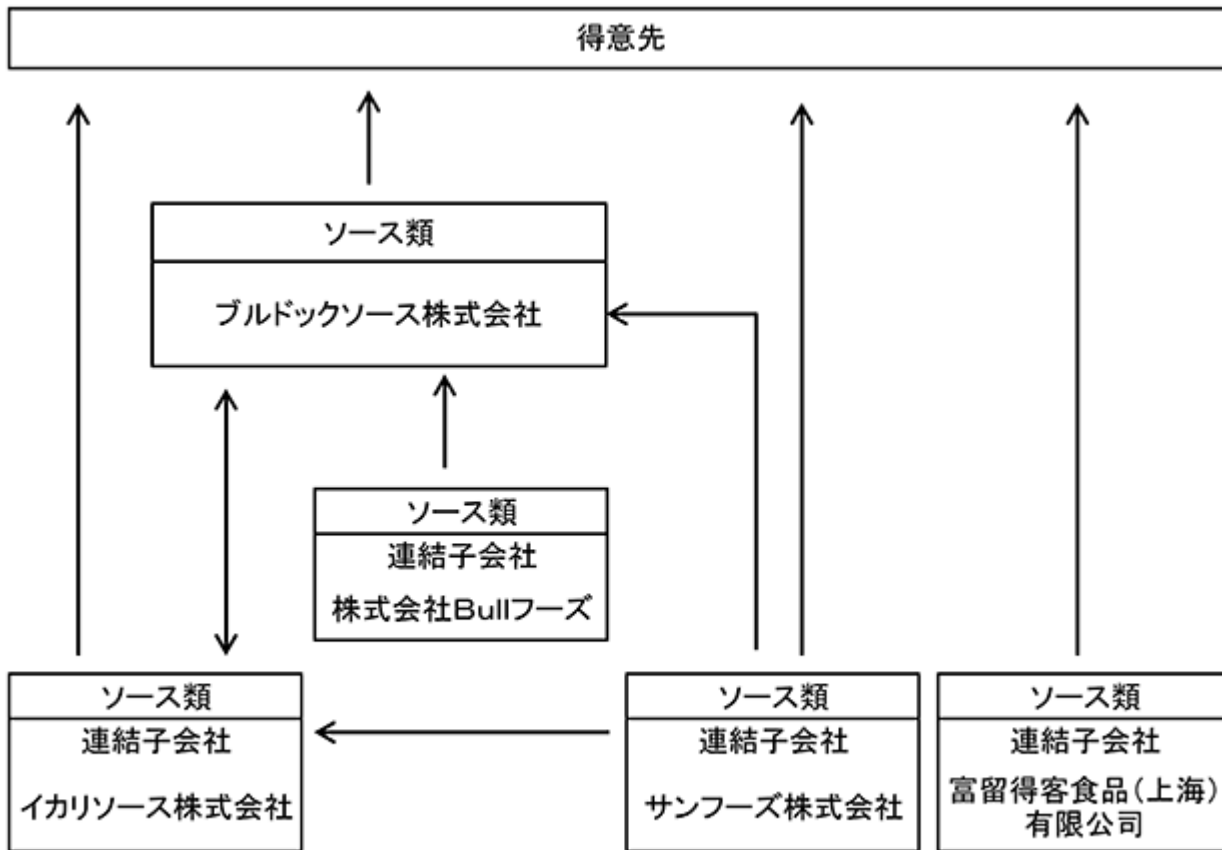 得意先
ソース類
ブルドックソース株式会社
ソース類
連結子会社
株式会社Bullフーズ
ソース類
連結子会社
イカリソース株式会社
ソース類
連結子会社
サンフーズ株式会社
ソース類
連結子会社
富留得客食品（上海）
有限公司